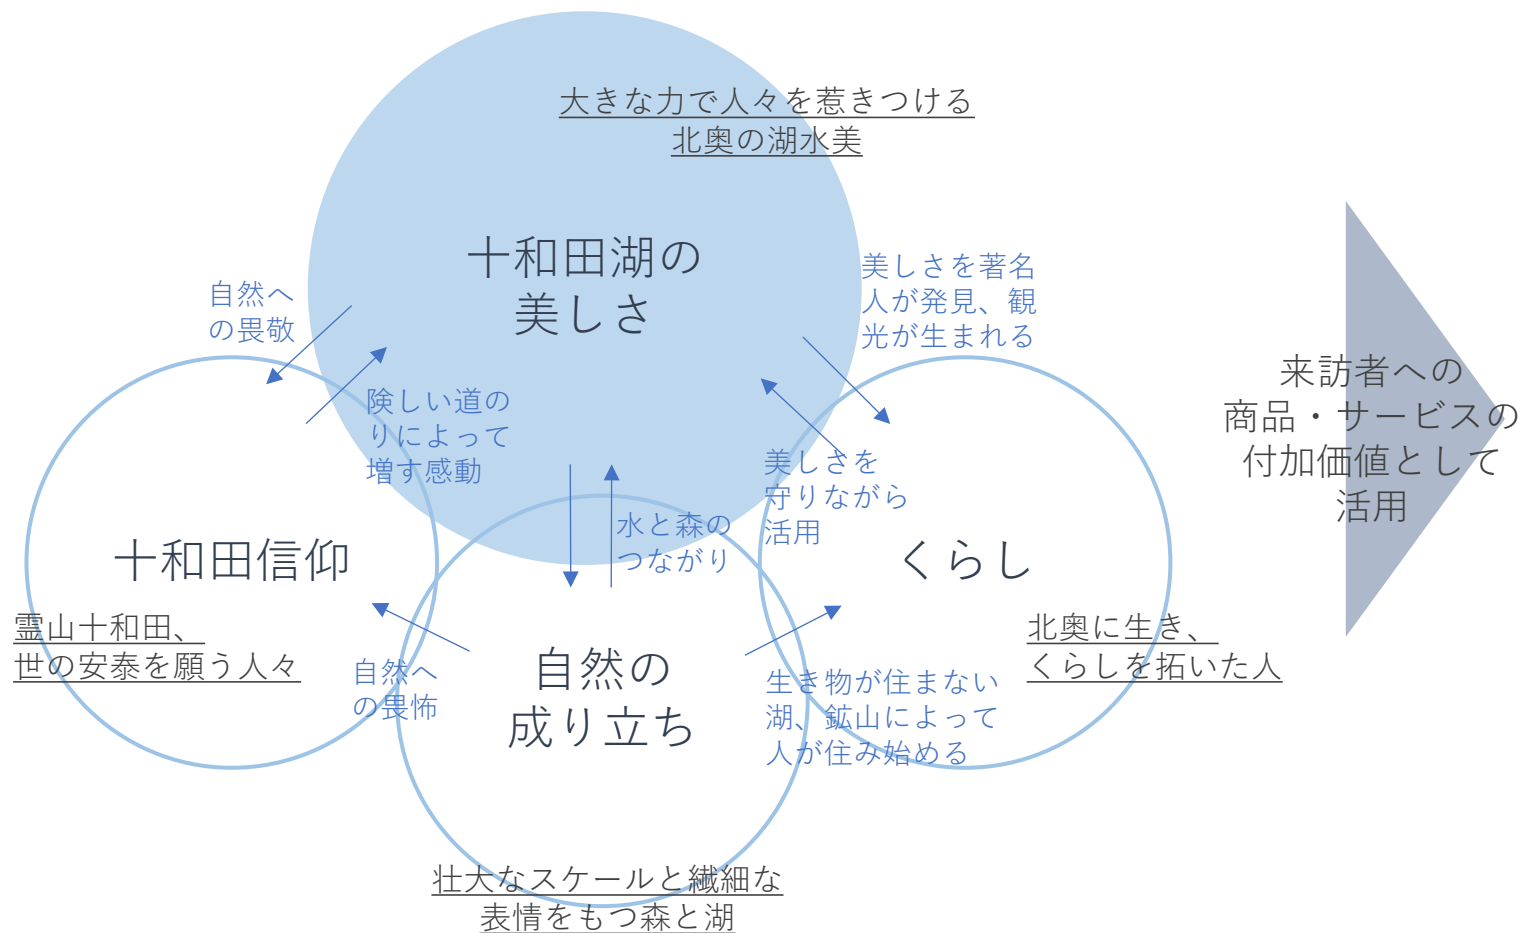 大きな力で人々を惹きつける
北奥の湖水美
十和田湖の
美しさ
自然へ
の畏敬
険しい道の
りによって
増す感動
美しさを著名
人が発見、観
光が生まれる
美しさを
守りながら
活用
水と森の
つながり
十和田信仰
霊山十和田、
世の安泰を願う人々
自然へ
の畏怖
自然の
成り立ち
壮大なスケールと繊細な
表情をもつ森と湖
くらし
北奥に生き、
くらしを拓いた人
生き物が住まない
湖、鉱山によって
人が住み始める
来訪者への
商品・サービスの
付加価値として
活用